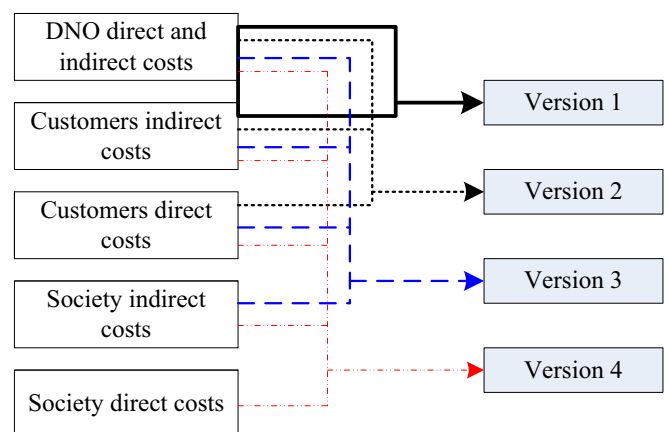 DNO direct and
indirect costs
Customers indirect
costs
Customers direct
costs
Society indirect
costs
Society direct costs
Version 1
Version 2
Version 3
Version 4